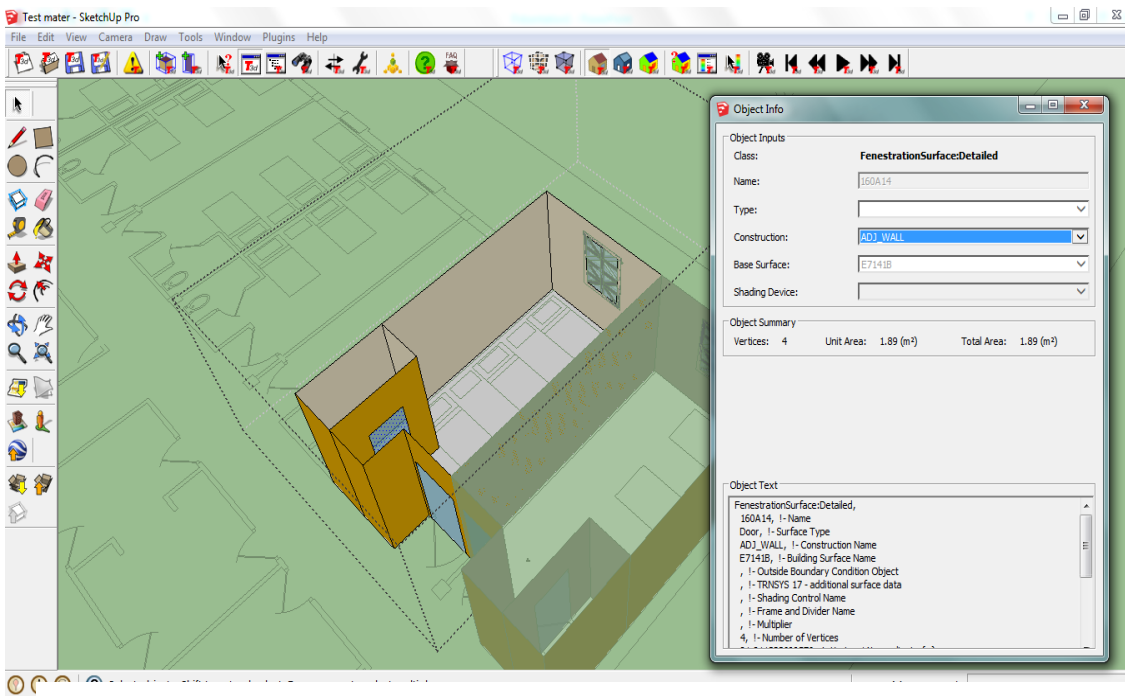 Test mater - SketchUp Pro
File Edit View Camera Draw Tools Window Plugins Help
FAQ
Object Info
Object Inputs
Class: FenestrationSurface:Detailed
Name: 160A14
Type:
Construction: ADJ_WALL
Base Surface: E7141B
Shading Device:
Object Summary
Vertices: 4 Unit Area: 1.89 (m²) Total Area: 1.89 (m²)
Object Text
FenestrationSurface:Detailed,
160A14, !- Name
Door, !- Surface Type
ADJ_WALL, !- Construction Name
E7141B, !- Building Surface Name
, !- Outside Boundary Condition Object
, !- TRNSYS 17 - additional surface data
, !- Shading Control Name
, !- Frame and Divider Name
, !- Multiplier
4, !- Number of Vertices